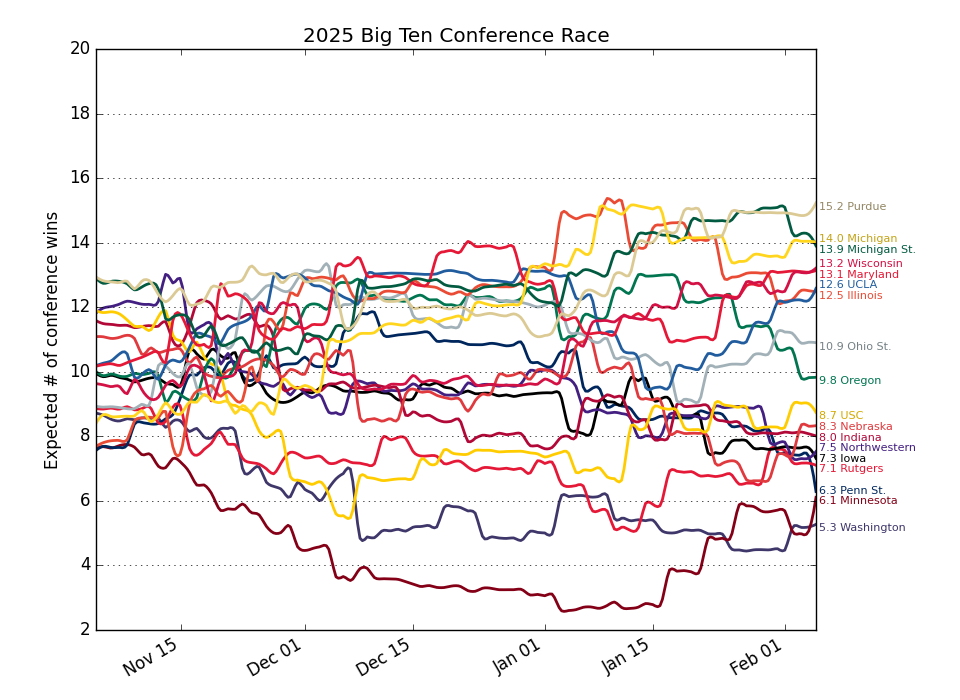 2025 Big Ten Conference Race
Expected # of conference wins
20
18
16
14
12
10
8
6
4
2
Nov 15
Dec 01
Dec 15
Jan 01
Jan 15
Feb 01
15.2 Purdue
14.0 Michigan
13.9 Michigan St.
13.2 Wisconsin
13.1 Maryland
12.6 UCLA
12.5 Illinois
10.9 Ohio St.
9.8 Oregon
8.7 USC
8.3 Nebraska
8.0 Indiana
7.5 Northwestern
7.3 Iowa
7.1 Rutgers
6.3 Penn St.
6.1 Minnesota
5.3 Washington